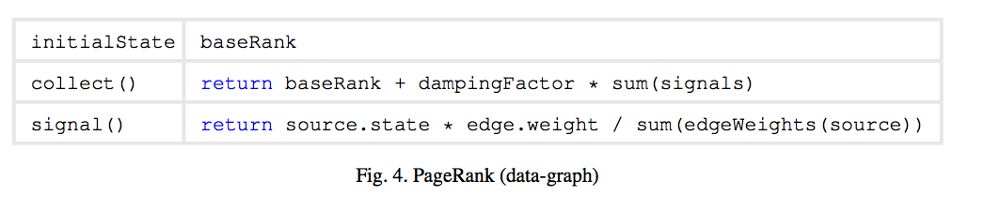 initialState baseRank
collect() return baseRank + dampingFactor * sum(signals)
signal() return source.state * edge.weight / sum(edgeWeights(source))
Fig. 4. PageRank (data-graph)